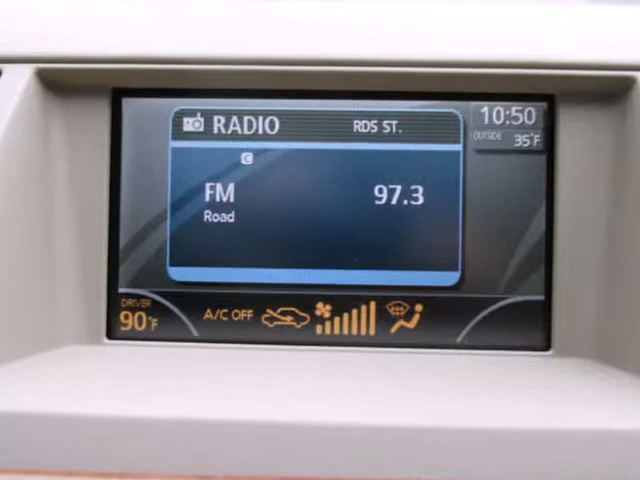 RADIO RDS ST.
10:50
OUTSIDE 35°F
C
FM 97.3
Road
DRIVER
90°F A/C OFF